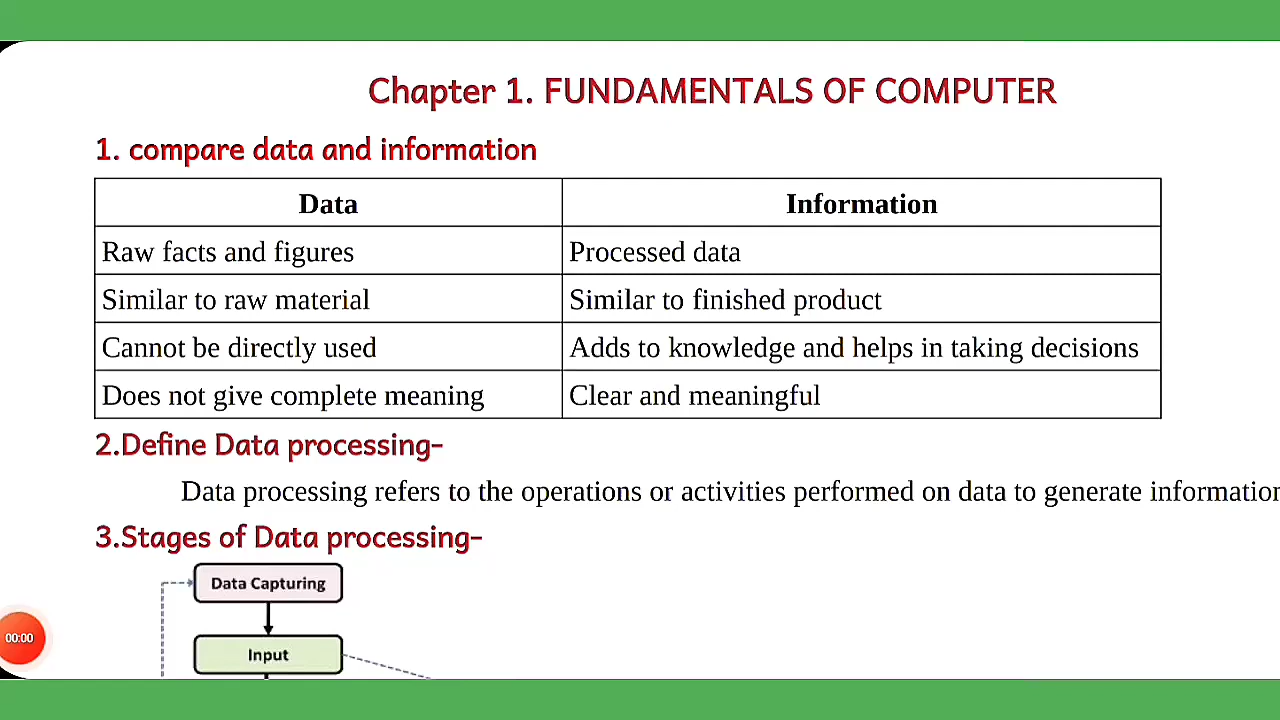 Chapter 1. FUNDAMENTALS OF COMPUTER
1. compare data and information
Data Information
Raw facts and figures Processed data
Similar to raw material Similar to finished product
Cannot be directly used Adds to knowledge and helps in taking decisions
Does not give complete meaning Clear and meaningful
2.Define Data processing-
Data processing refers to the operations or activities performed on data to generate information
3.Stages of Data processing-
Data Capturing
Input
00:00